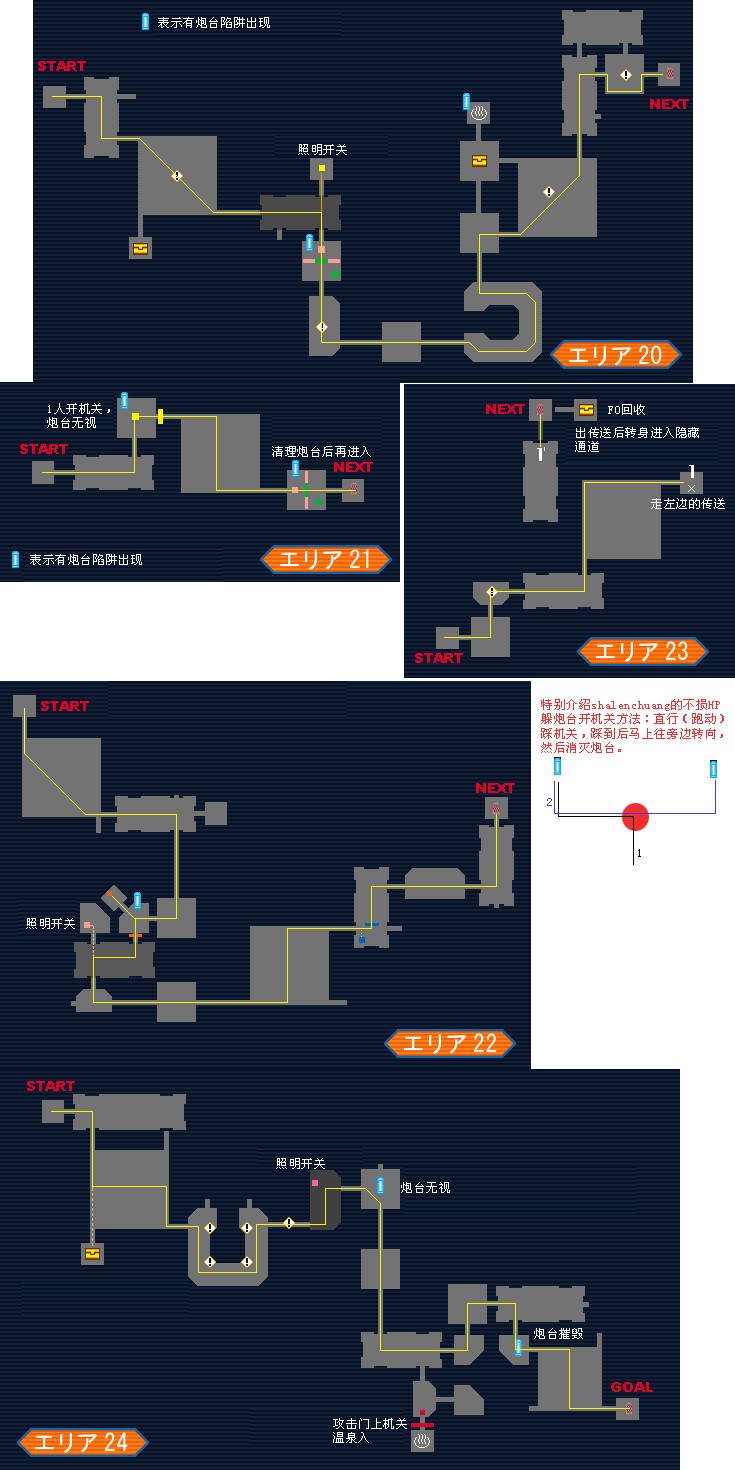 表示有炮台陷阱出现
START
NEXT
照明开关
エリア 20
1人开机关，
炮台无视
START
清理炮台后再进入
NEXT
表示有炮台陷阱出现
エリア 21
NEXT
FO回收
出传送后转身进入隐藏
通道
1'
1
走左边的传送
START
エリア 23
START
特别介绍shalenchuang的不损HP
躲炮台开机关方法：直行（跑动）
踩机关，踩到后马上往旁边转向，
然后消灭炮台。
2
1
NEXT
照明开关
エリア 22
START
照明开关
炮台无视
炮台摧毁
GOAL
攻击门上机关
温泉入
エリア 24